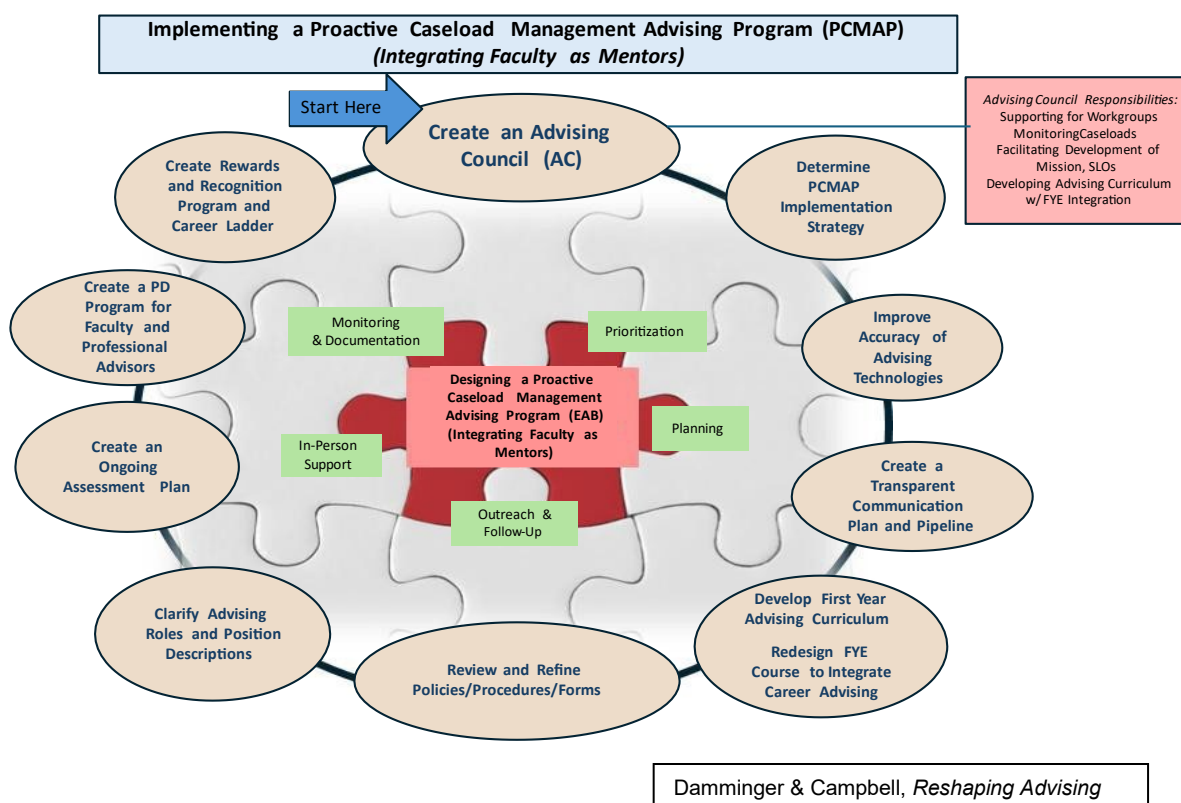 Implementing a Proactive Caseload Management Advising Program (PCMAP)
(Integrating Faculty as Mentors)
Start Here
Create an Advising
Council (AC)
Advising Council Responsibilities:
Supporting for Workgroups
MonitoringCaseloads
Facilitating Development of
Mission, SLOs
Developing Advising Curriculum
w/ FYE Integration
Determine
PCMAP
Implementation
Strategy
Improve
Accuracy of
Advising
Technologies
Create a
Transparent
Communication
Plan and Pipeline
Develop First Year
Advising Curriculum
Redesign FYE
Course to Integrate
Career Advising
Review and Refine
Policies/Procedures/Forms
Clarify Advising
Roles and Position
Descriptions
Create an
Ongoing
Assessment Plan
Create a PD
Program for
Faculty and
Professional
Advisors
Create Rewards
and Recognition
Program and
Career Ladder
Monitoring
& Documentation
Prioritization
Designing a Proactive
Caseload Management
Advising Program (EAB)
(Integrating Faculty as
Mentors)
Planning
In-Person
Support
Outreach &
Follow-Up
Damminger & Campbell, Reshaping Advising